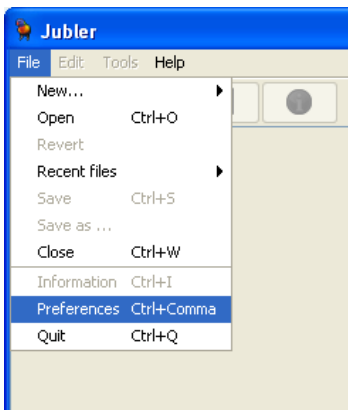 Jubler
File Edit Tools Help
New...
Open Ctrl+O
Revert
Recent files
Save Ctrl+S
Save as ...
Close Ctrl+W
Information Ctrl+I
Preferences Ctrl+Comma
Quit Ctrl+Q